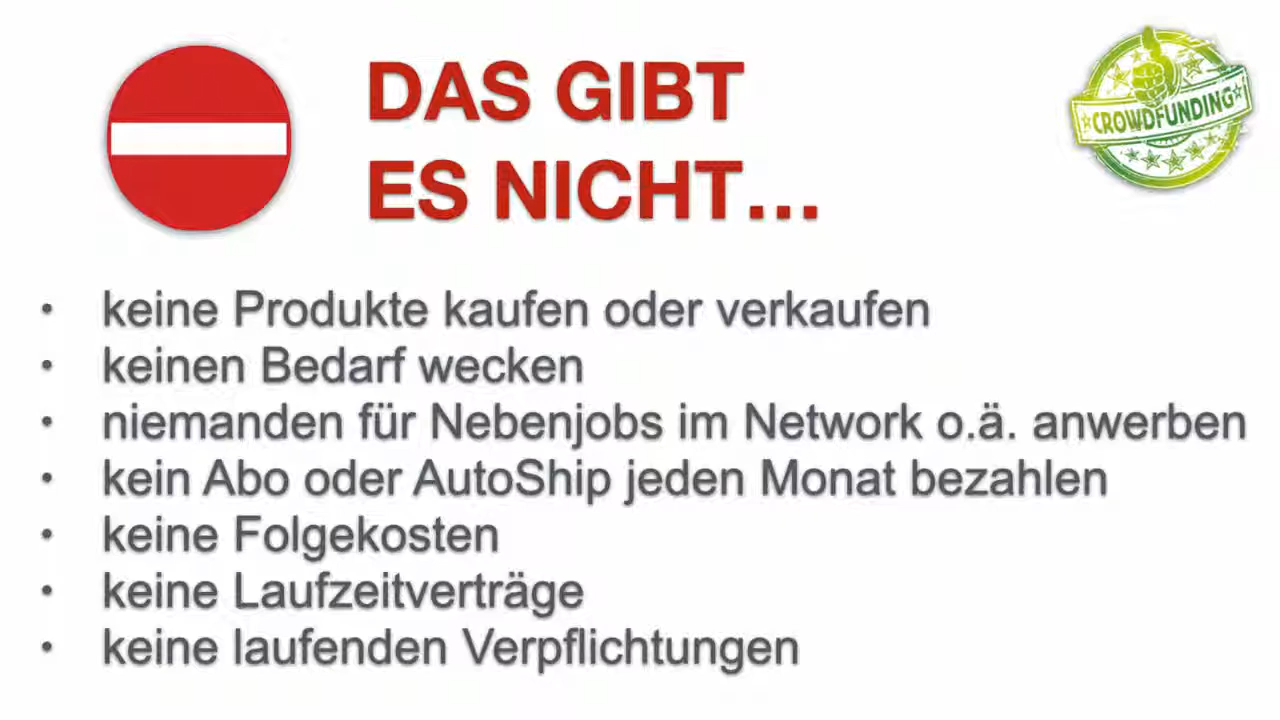 DAS GIBT
ES NICHT...
CROWDFUNDING
• keine Produkte kaufen oder verkaufen
• keinen Bedarf wecken
• niemanden für Nebenjobs im Network o.ä. anwerben
• kein Abo oder AutoShip jeden Monat bezahlen
• keine Folgekosten
• keine Laufzeitverträge
• keine laufenden Verpflichtungen